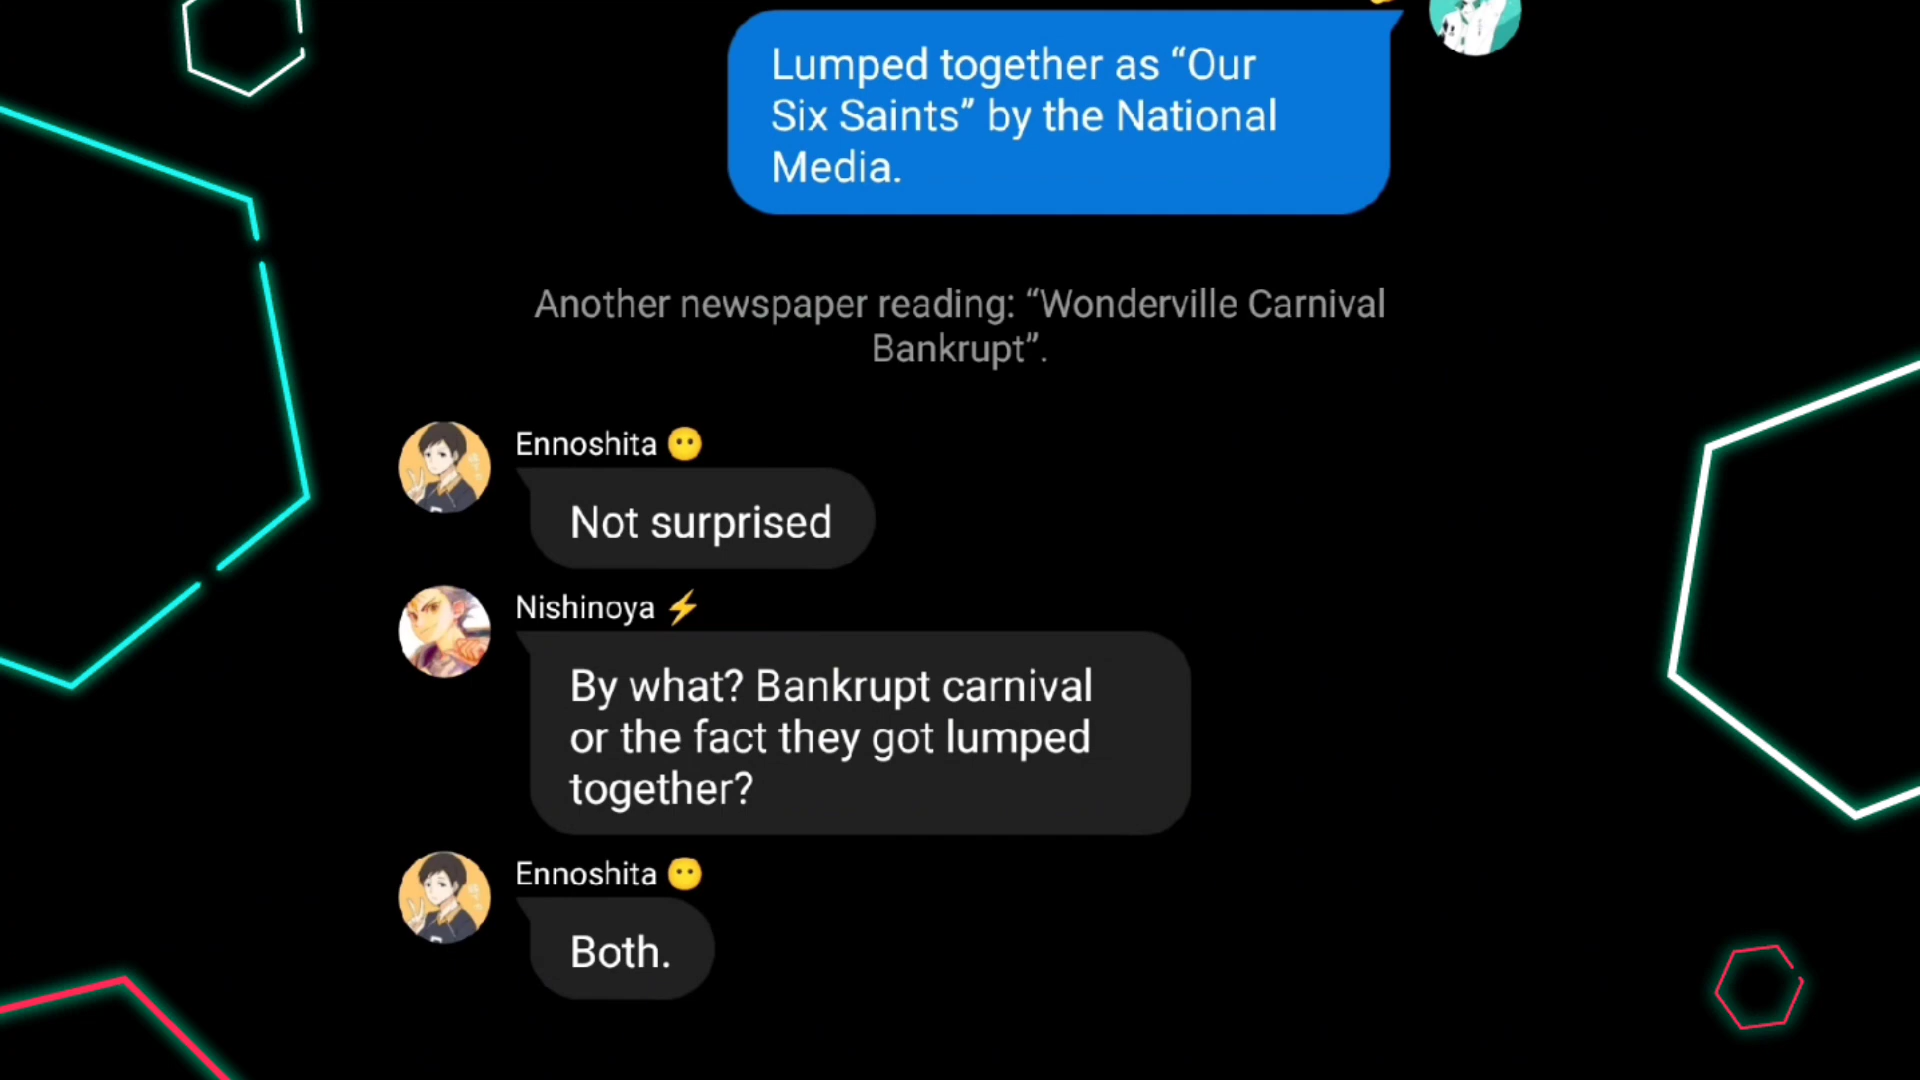 Lumped together as “Our
Six Saints” by the National
Media.
Another newspaper reading: “Wonderville Carnival
Bankrupt”.
Ennoshita 😶
Not surprised
Nishinoya ⚡
By what? Bankrupt carnival
or the fact they got lumped
together?
Ennoshita 😶
Both.